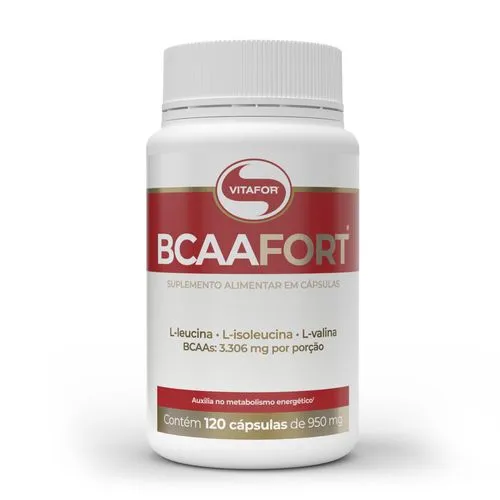 VITAFOR®
BCAAFORT
SUPLEMENTO ALIMENTAR EM CÁPSULAS
L-leucina • L-isoleucina • L-valina
BCAAs: 3.306 mg por porção
Auxilia no metabolismo energético¹
Contém 120 cápsulas de 950 mg